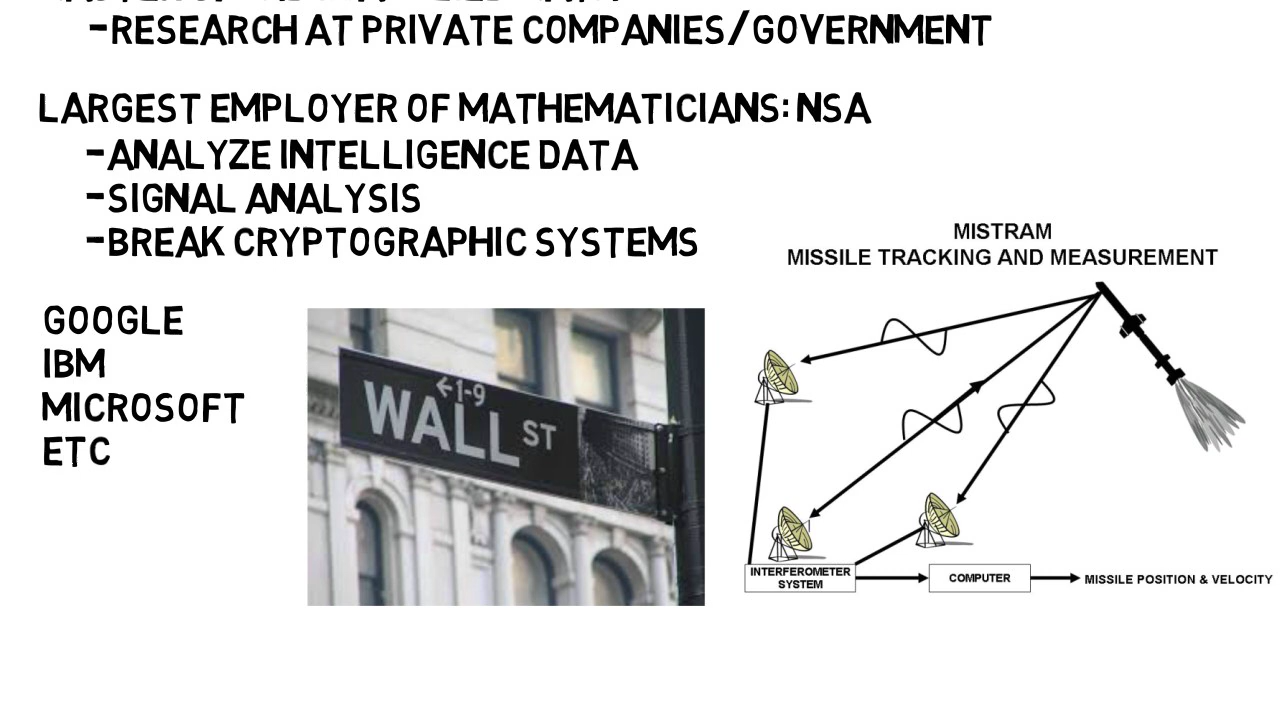 -RESEARCH AT PRIVATE COMPANIES/GOVERNMENT
LARGEST EMPLOYER OF MATHEMATICIANS: NSA
-ANALYZE INTELLIGENCE DATA
-SIGNAL ANALYSIS
-BREAK CRYPTOGRAPHIC SYSTEMS
GOOGLE
IBM
MICROSOFT
ETC
←1-9
WALL ST
MISTRAM
MISSILE TRACKING AND MEASUREMENT
INTERFEROMETER
SYSTEM
COMPUTER
MISSILE POSITION & VELOCITY